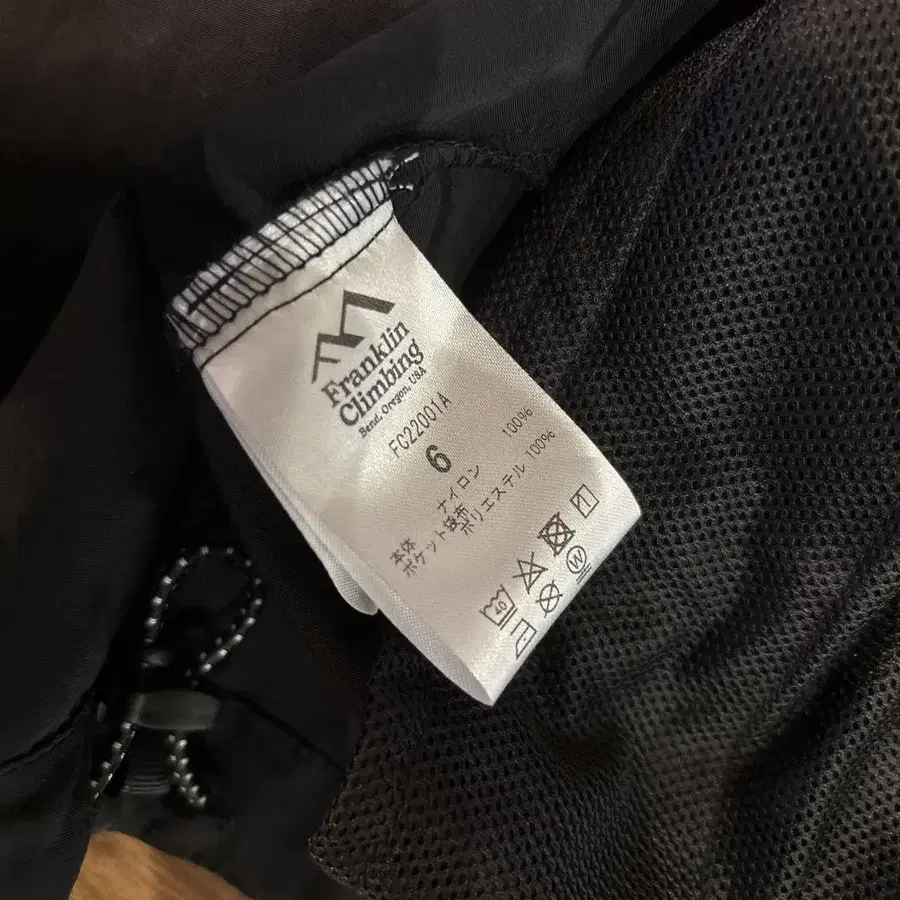 Franklin
Climbing
Bend, Oregon, USA
FC22001A
6
本体 ナイロン 100%
ポケット袋布 ポリエステル 100%
40
W